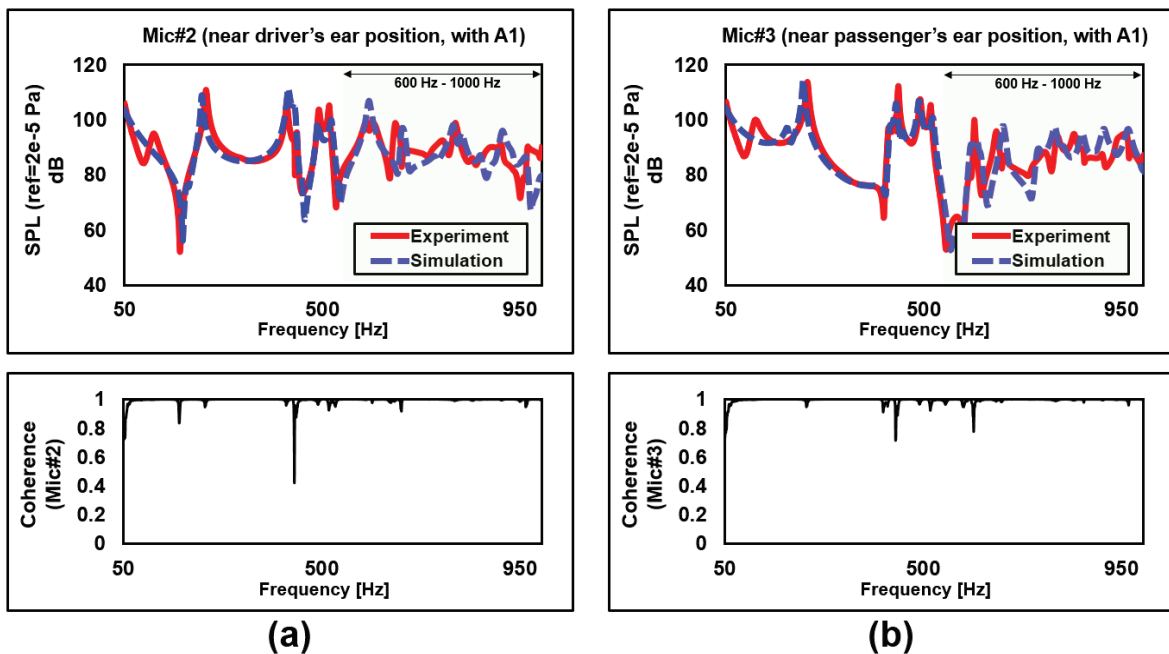 Mic#2 (near driver's ear position, with A1)
120
100
80
60
40
SPL (ref=2e-5 Pa)
dB
600 Hz - 1000 Hz
Experiment
Simulation
50
500
950
Frequency [Hz]
1
0.8
0.6
0.4
0.2
0
Coherence
(Mic#2)
50
500
950
Frequency [Hz]
(a)
Mic#3 (near passenger's ear position, with A1)
120
100
80
60
40
SPL (ref=2e-5 Pa)
dB
600 Hz - 1000 Hz
Experiment
Simulation
50
500
950
Frequency [Hz]
1
0.8
0.6
0.4
0.2
0
Coherence
(Mic#3)
50
500
950
Frequency [Hz]
(b)